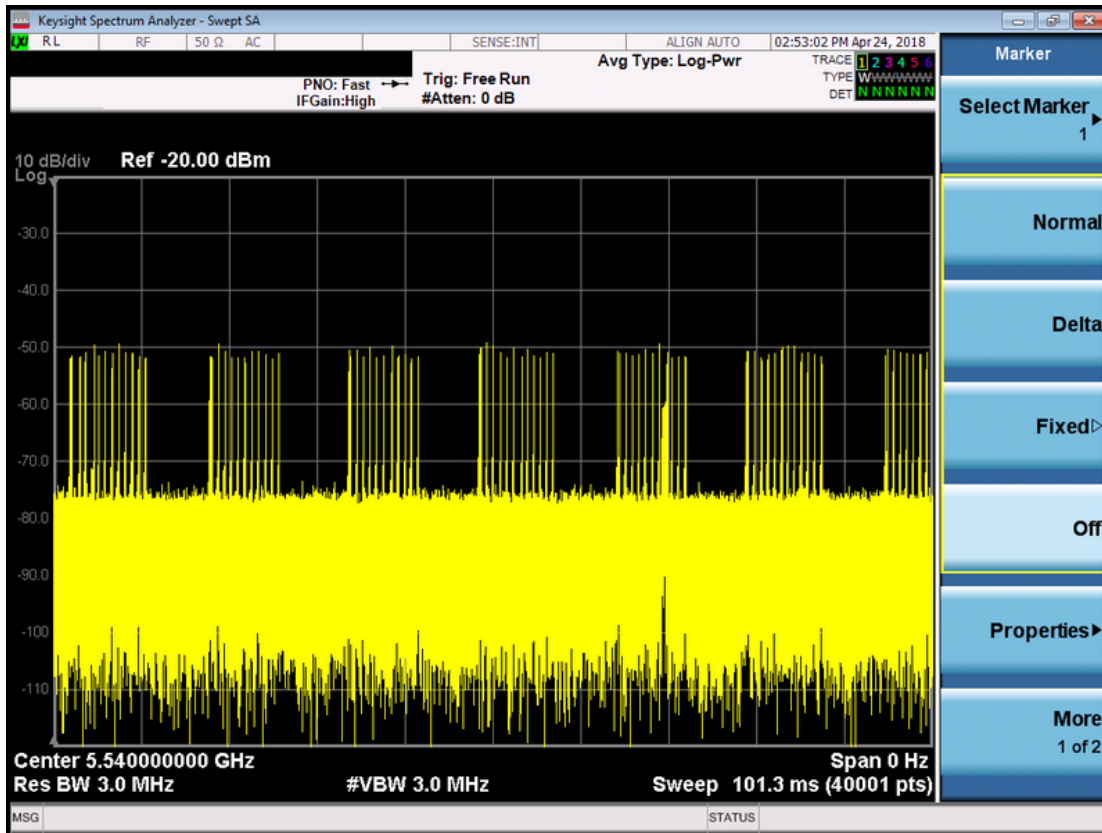 Keysight Spectrum Analyzer - Swept SA
LXI RL RF 50 Ω AC SENSE:INT ALIGN AUTO 02:53:02 PM Apr 24, 2018
Marker
Avg Type: Log-Pwr
TRACE 1 2 3 4 5 6
PNO: Fast Trig: Free Run
TYPE WWWWWW
IFGain:High #Atten: 0 dB
DET N N N N N N
Select Marker
1
10 dB/div Ref -20.00 dBm
Log
Normal
-30.0
-40.0
Delta
-50.0
-60.0
Fixed
-70.0
-80.0
Off
-90.0
-100
Properties
-110
More
1 of 2
Center 5.540000000 GHz Span 0 Hz
Res BW 3.0 MHz #VBW 3.0 MHz Sweep 101.3 ms (40001 pts)
MSG STATUS